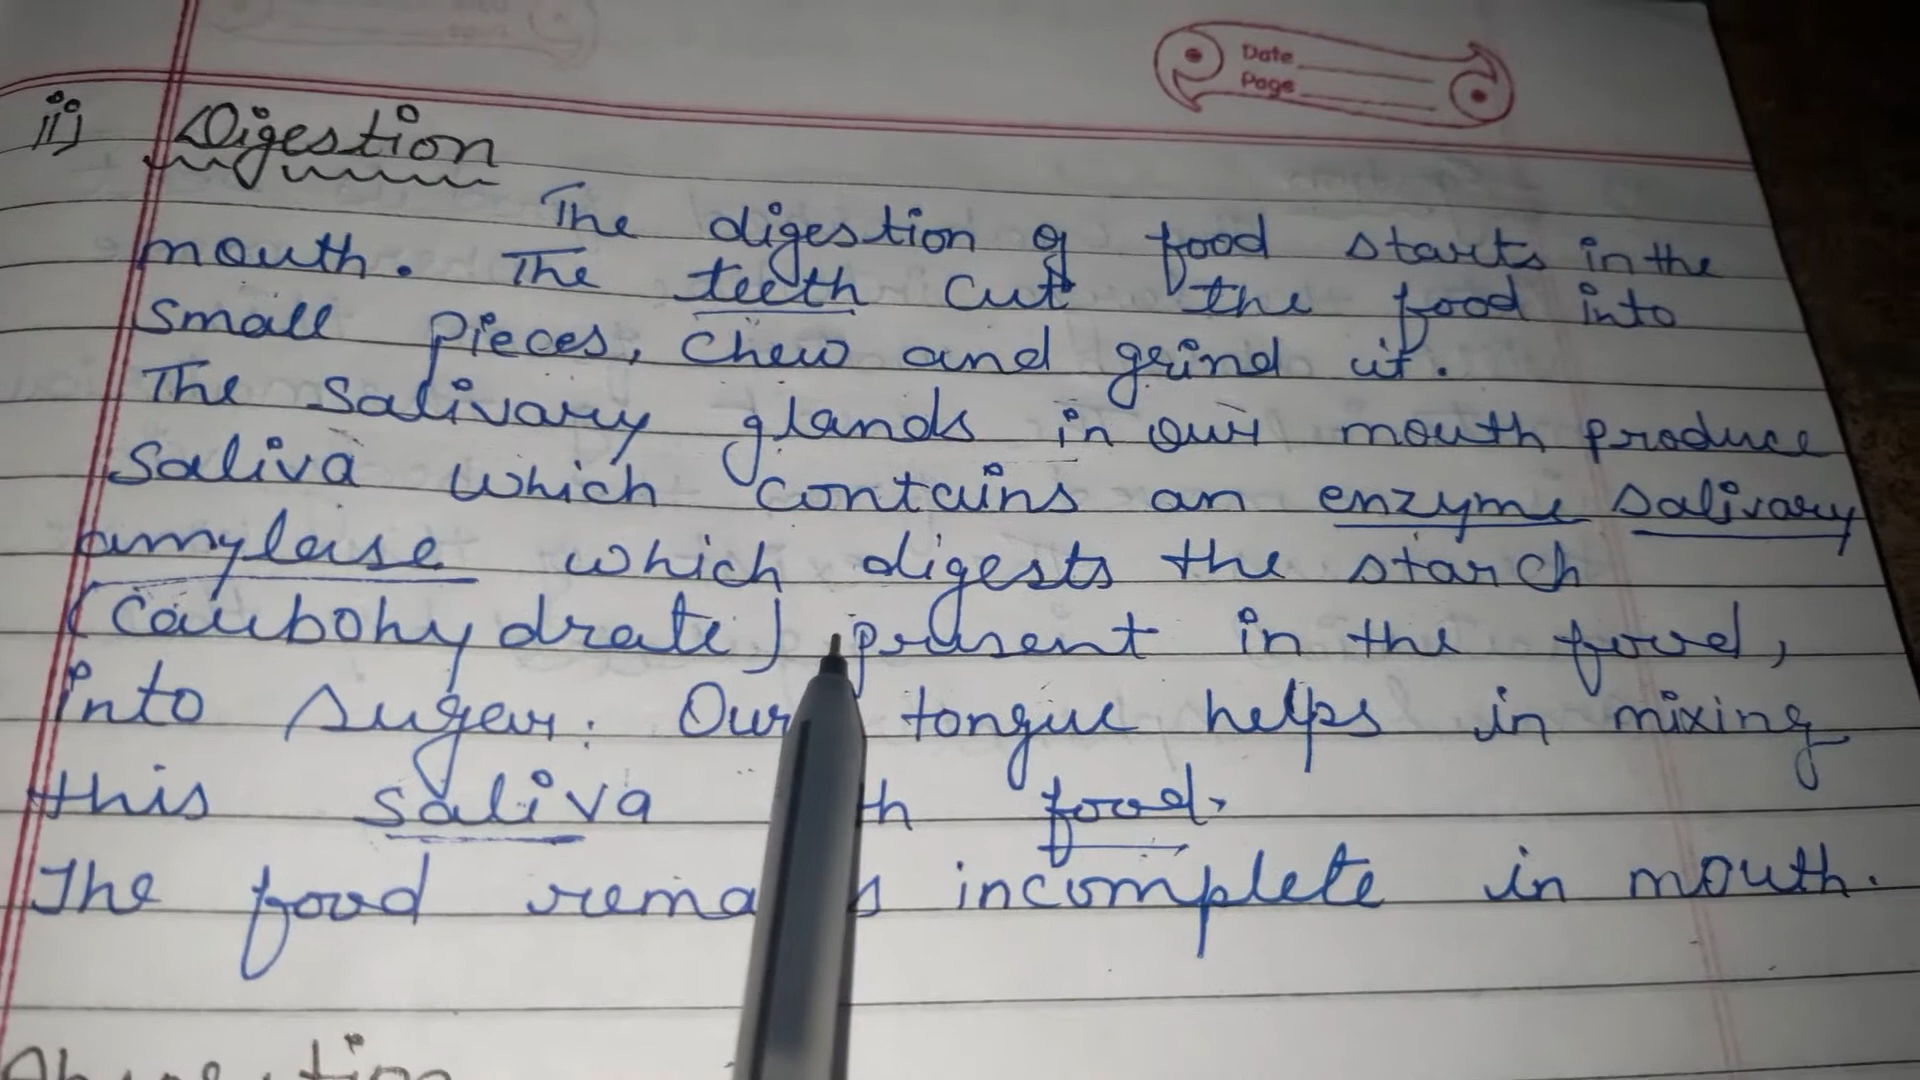 Date
Page
ii) Digestion
The digestion of food starts in the
mouth. The teeth cut the food into
small pieces, chew and grind it.
The salivary glands in our mouth produce
saliva which contains an enzyme salivary
amylase which digests the starch
(carbohydrate) present in the food,
into sugar. Our tongue helps in mixing
this saliva th food.
The food rema s incomplete in mouth.